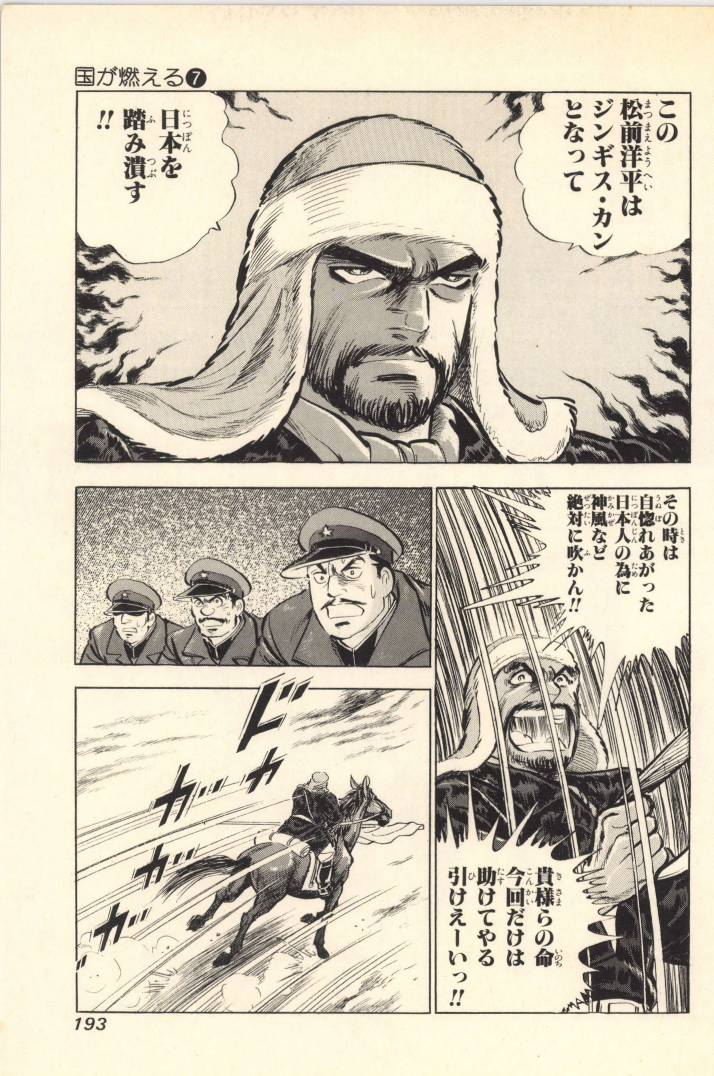 国が燃える❼
この
松前洋平は
ジンギス・カン
となって
日本を
踏み潰す
!!
その時は
自惚れあがった
日本人の為に
神風など
絶対に吹かん!!
貴様らの命
今回だけは
助けてやる
引けえーいっ!!
ドカカカカッ
193